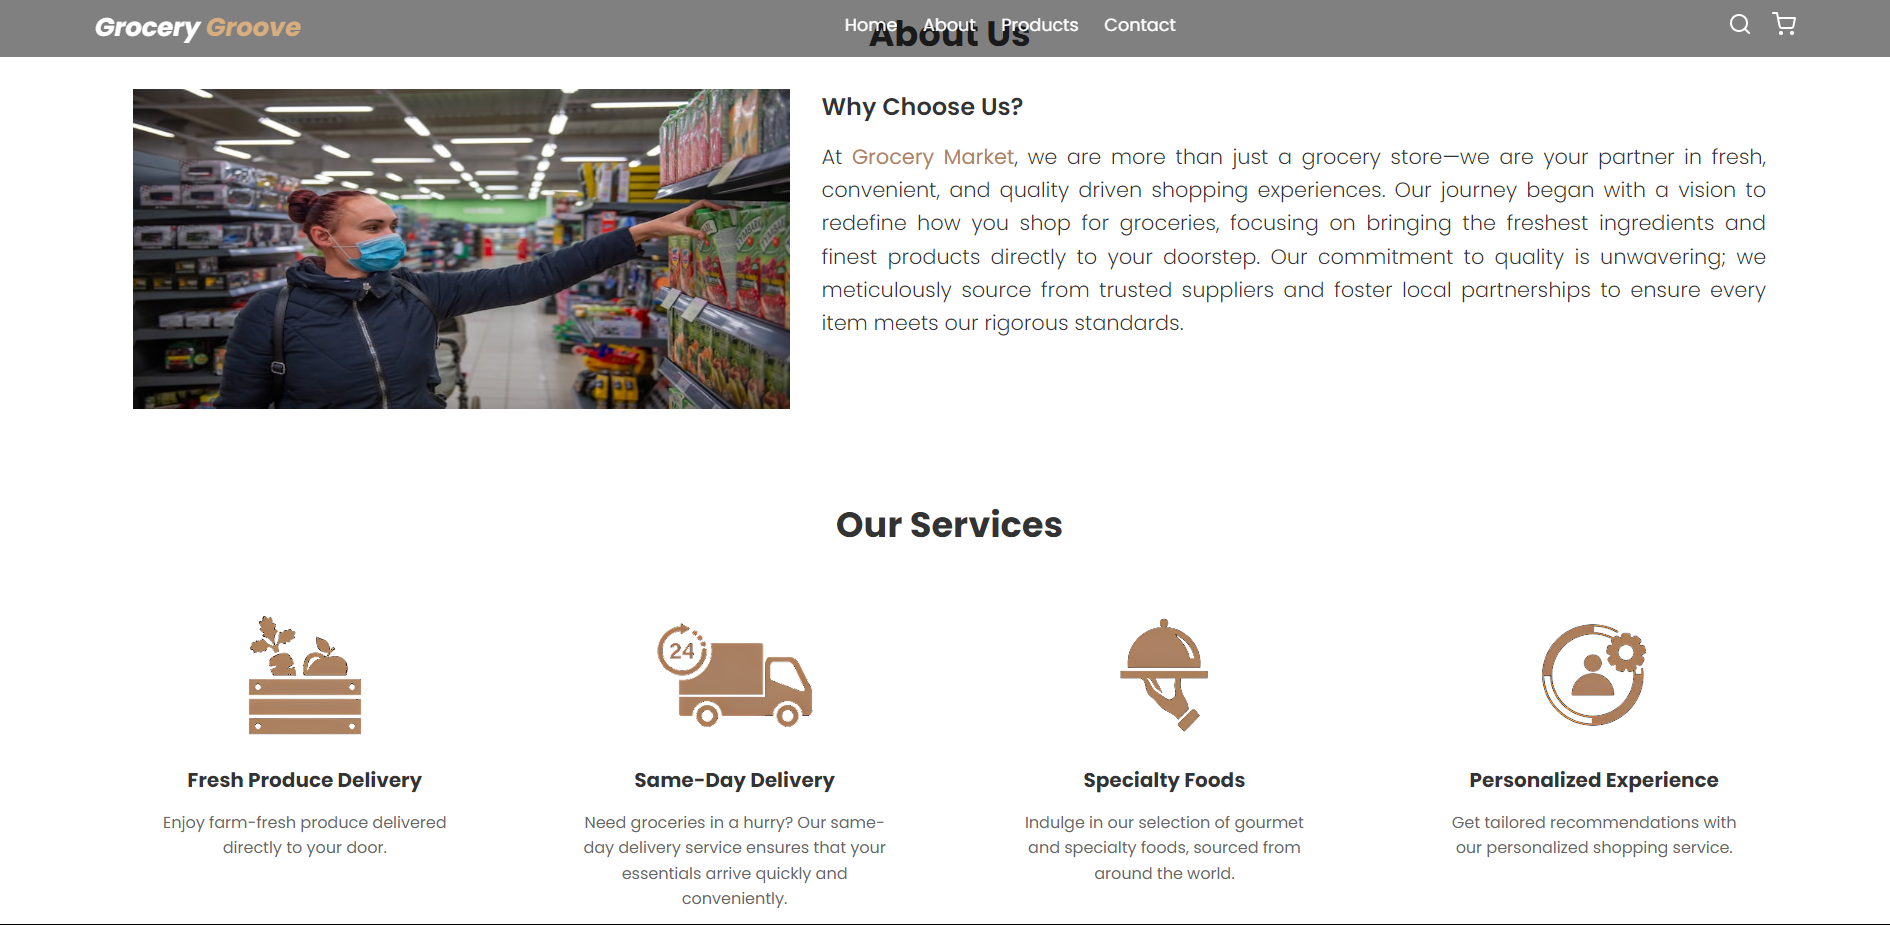 Grocery Groove
Home About Products Contact
About Us
Why Choose Us?
At Grocery Market, we are more than just a grocery store—we are your partner in fresh,
convenient, and quality driven shopping experiences. Our journey began with a vision to
redefine how you shop for groceries, focusing on bringing the freshest ingredients and
finest products directly to your doorstep. Our commitment to quality is unwavering; we
meticulously source from trusted suppliers and foster local partnerships to ensure every
item meets our rigorous standards.
Our Services
24
Fresh Produce Delivery
Enjoy farm-fresh produce delivered
directly to your door.
Same-Day Delivery
Need groceries in a hurry? Our same-
day delivery service ensures that your
essentials arrive quickly and
conveniently.
Specialty Foods
Indulge in our selection of gourmet
and specialty foods, sourced from
around the world.
Personalized Experience
Get tailored recommendations with
our personalized shopping service.